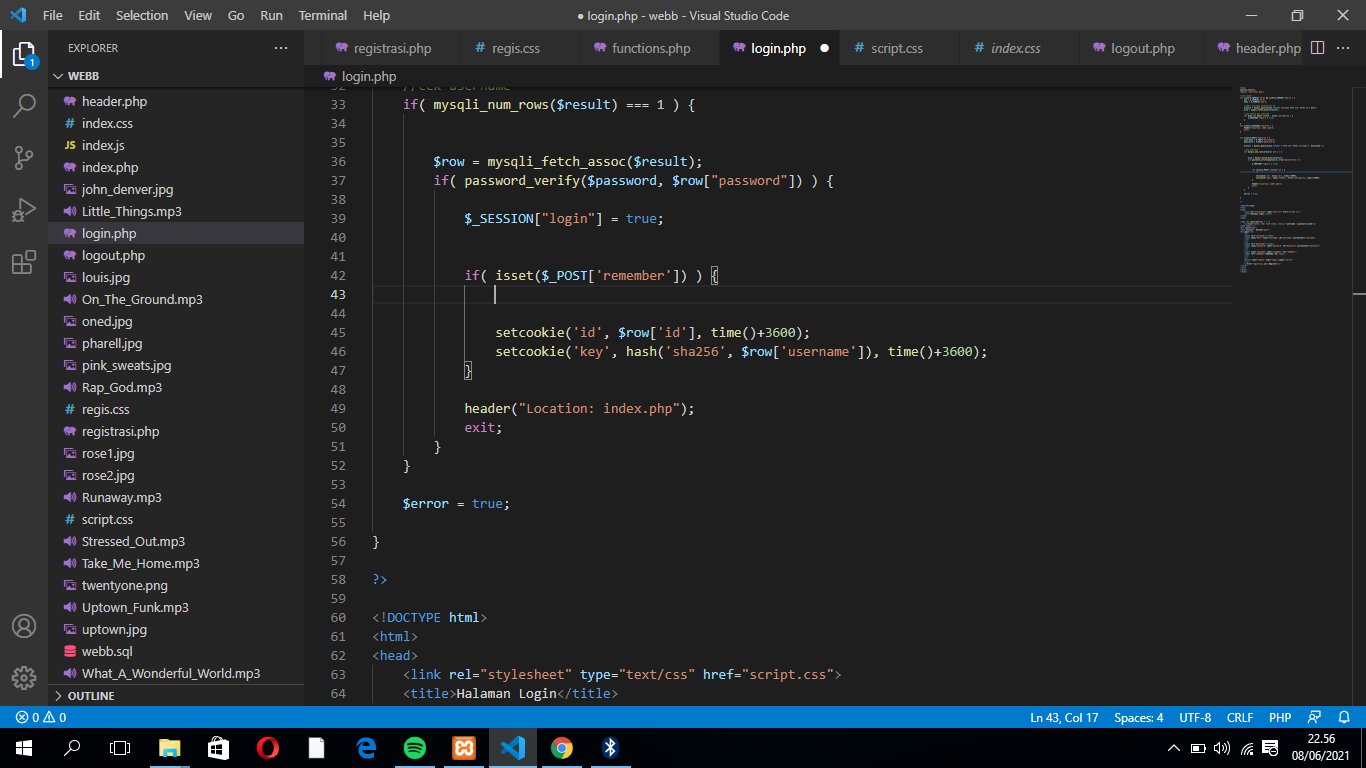 File Edit Selection View Go Run Terminal Help ● login.php - webb - Visual Studio Code
EXPLORER ···
registrasi.php # regis.css functions.php login.php ● # script.css # index.css logout.php header.php ···
WEBB
login.php
header.php
# index.css
JS index.js
index.php
john_denver.jpg
Little_Things.mp3
login.php
logout.php
louis.jpg
On_The_Ground.mp3
oned.jpg
pharell.jpg
pink_sweats.jpg
Rap_God.mp3
# regis.css
registrasi.php
rose1.jpg
rose2.jpg
Runaway.mp3
# script.css
Stressed_Out.mp3
Take_Me_Home.mp3
twentyone.png
Uptown_Funk.mp3
uptown.jpg
webb.sql
What_A_Wonderful_World.mp3
OUTLINE
1
32 //cek username
33 if( mysqli_num_rows($result) === 1 ) {
34
35
36 $row = mysqli_fetch_assoc($result);
37 if( password_verify($password, $row["password"]) ) {
38
39 $_SESSION["login"] = true;
40
41
42 if( isset($_POST['remember']) ) {
43
44
45 setcookie('id', $row['id'], time()+3600);
46 setcookie('key', hash('sha256', $row['username']), time()+3600);
47 }
48
49 header("Location: index.php");
50 exit;
51 }
52 }
53
54 $error = true;
55
56 }
57
58 ?>
59
60 <!DOCTYPE html>
61 <html>
62 <head>
63 <link rel="stylesheet" type="text/css" href="script.css">
64 <title>Halaman Login</title>
0 0 Ln 43, Col 17 Spaces: 4 UTF-8 CRLF PHP
22.56
08/06/2021